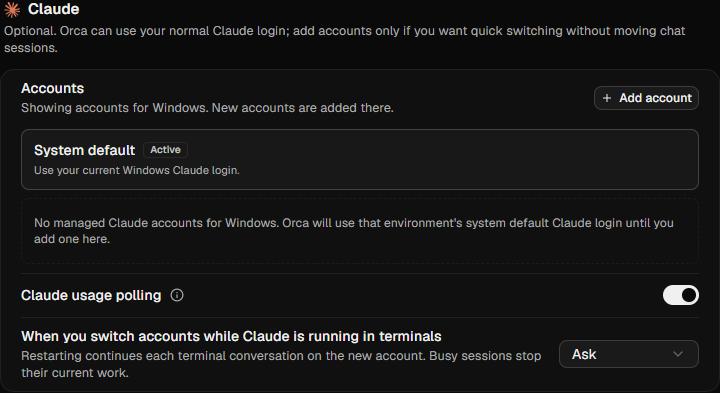 Claude
Optional. Orca can use your normal Claude login; add accounts only if you want quick switching without moving chat
sessions.
Accounts
Showing accounts for Windows. New accounts are added there.
+ Add account
System default Active
Use your current Windows Claude login.
No managed Claude accounts for Windows. Orca will use that environment's system default Claude login until you
add one here.
Claude usage polling
When you switch accounts while Claude is running in terminals
Restarting continues each terminal conversation on the new account. Busy sessions stop
their current work.
Ask